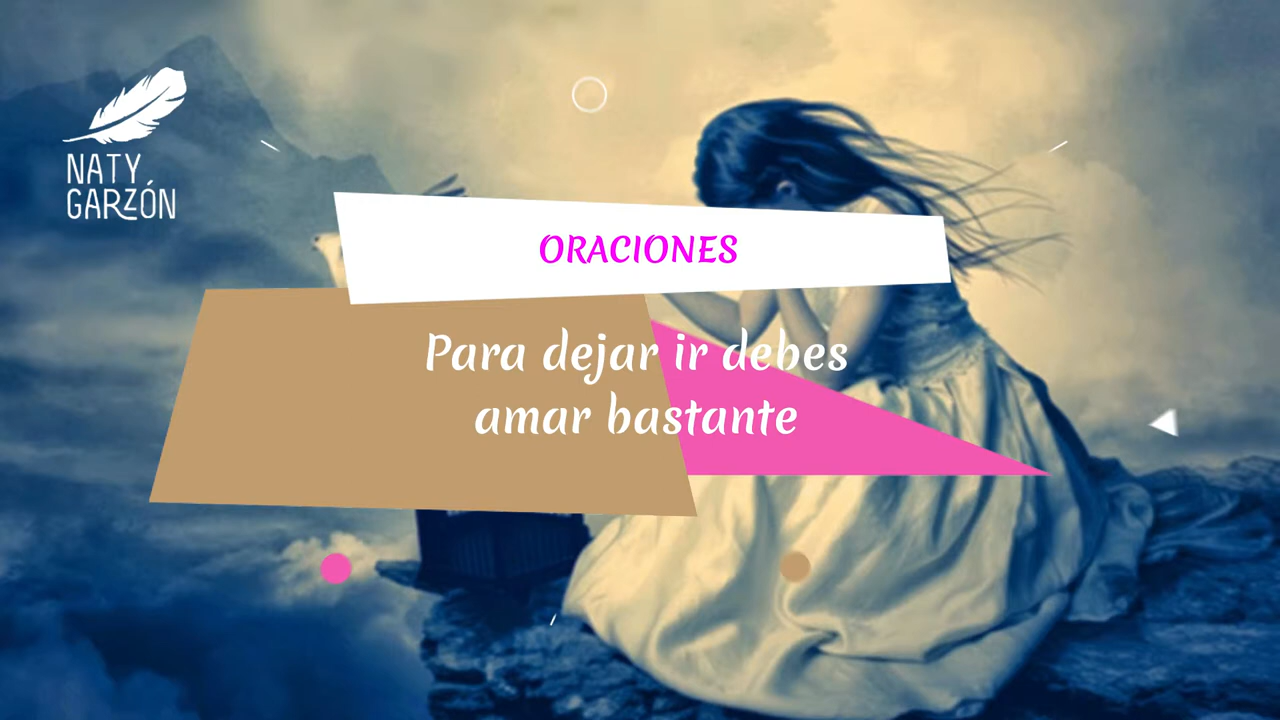 NATY
GARZÓN
ORACIONES
Para dejar ir debes
amar bastante